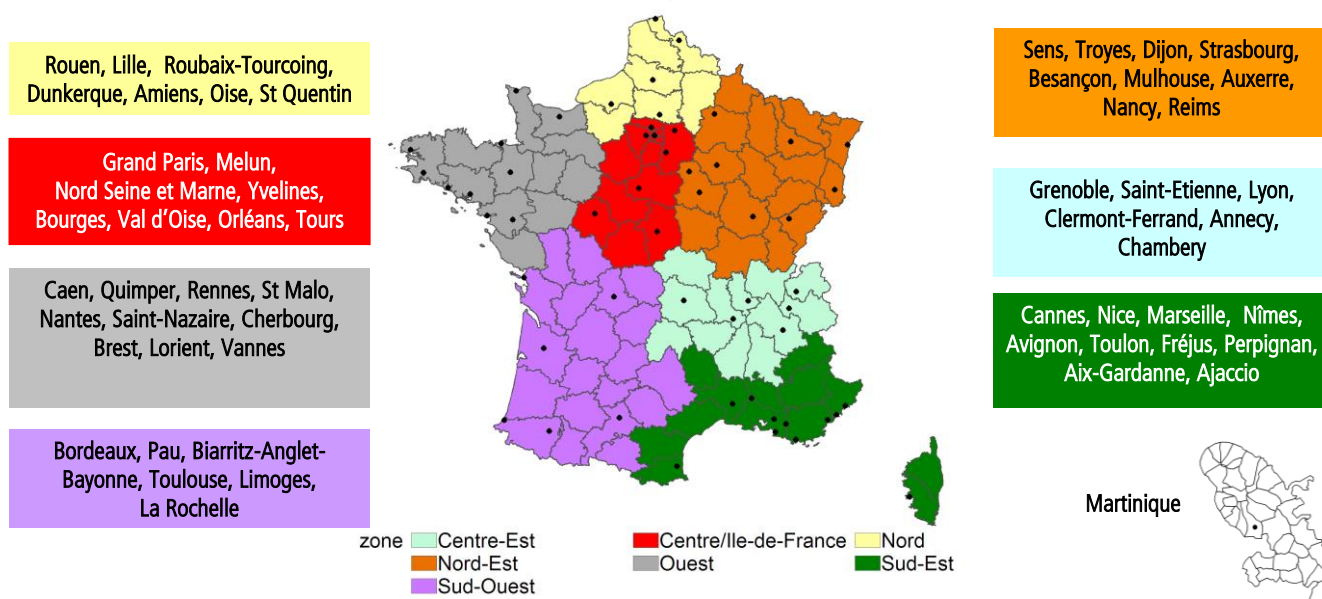 Rouen, Lille, Roubaix-Tourcoing,
Dunkerque, Amiens, Oise, St Quentin
Grand Paris, Melun,
Nord Seine et Marne, Yvelines,
Bourges, Val d’Oise, Orléans, Tours
Caen, Quimper, Rennes, St Malo,
Nantes, Saint-Nazaire, Cherbourg,
Brest, Lorient, Vannes
Bordeaux, Pau, Biarritz-Anglet-
Bayonne, Toulouse, Limoges,
La Rochelle
Sens, Troyes, Dijon, Strasbourg,
Besançon, Mulhouse, Auxerre,
Nancy, Reims
Grenoble, Saint-Etienne, Lyon,
Clermont-Ferrand, Annecy,
Chambery
Cannes, Nice, Marseille, Nîmes,
Avignon, Toulon, Fréjus, Perpignan,
Aix-Gardanne, Ajaccio
Martinique
zone Centre-Est Centre/Ile-de-France Nord
Nord-Est Ouest Sud-Est
Sud-Ouest